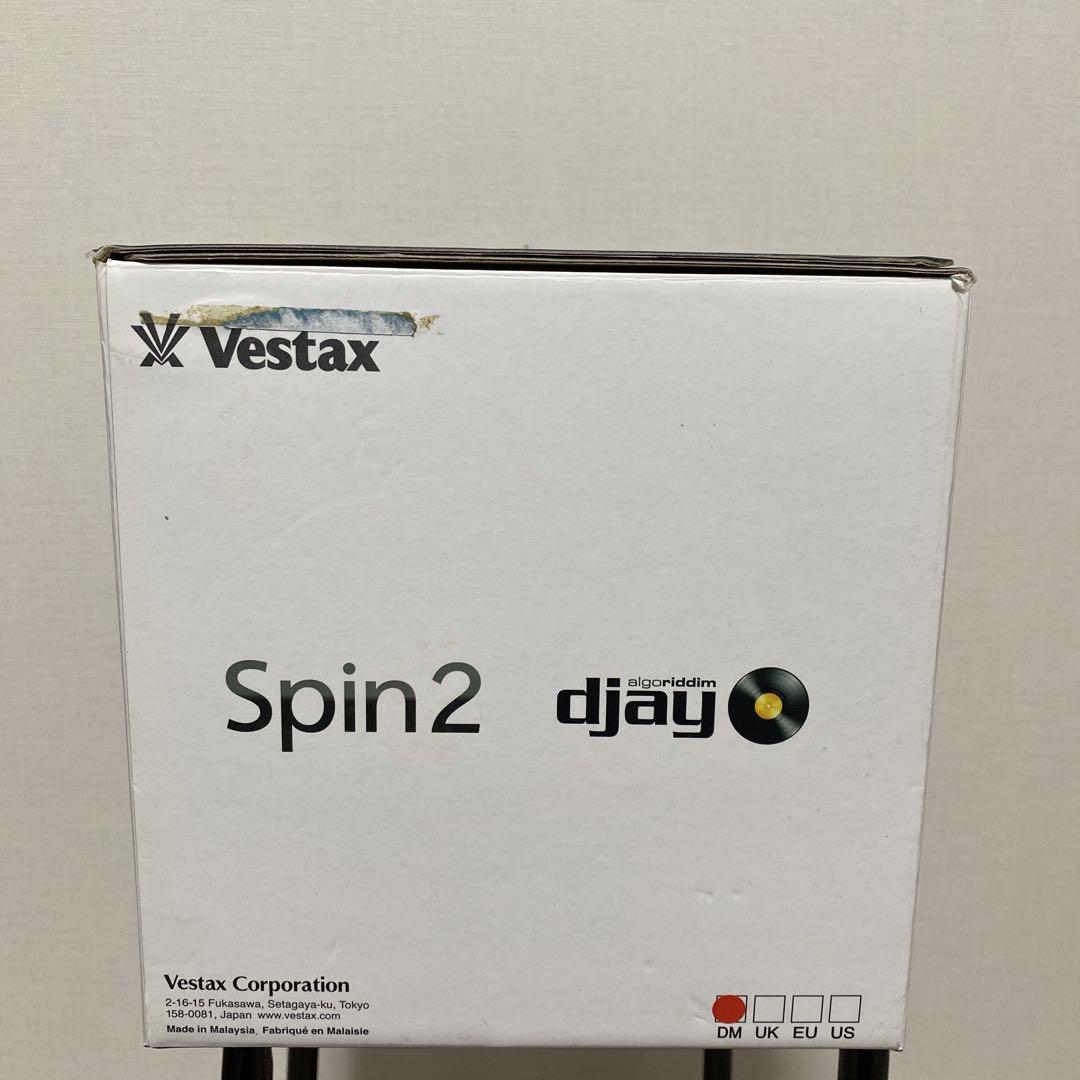 Vestax
Spin2
algoriddim
djay
Vestax Corporation
2-16-15 Fukasawa, Setagaya-ku, Tokyo
158-0081, Japan www.vestax.com
Made in Malaysia, Fabriqué en Malaisie
DM UK EU US